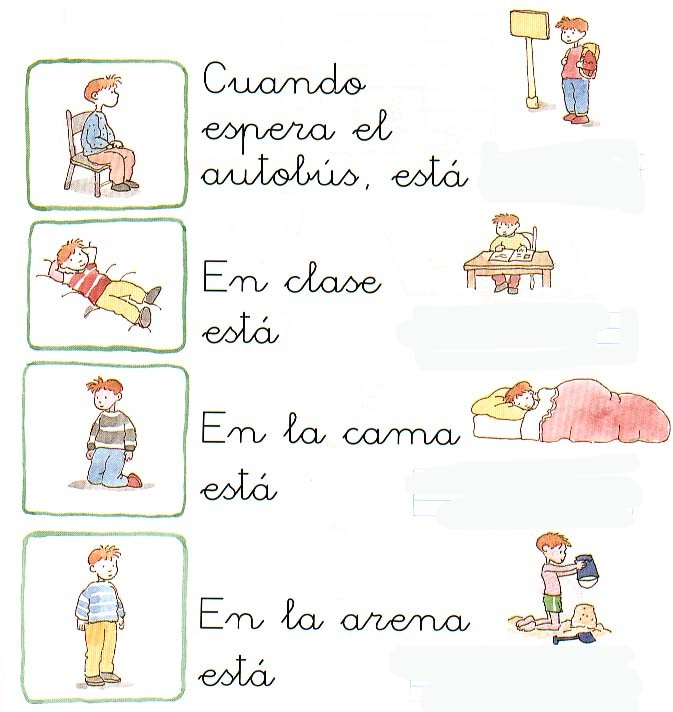 Cuando
espera el
autobús, está
En clase
está
En la cama
está
En la arena
está